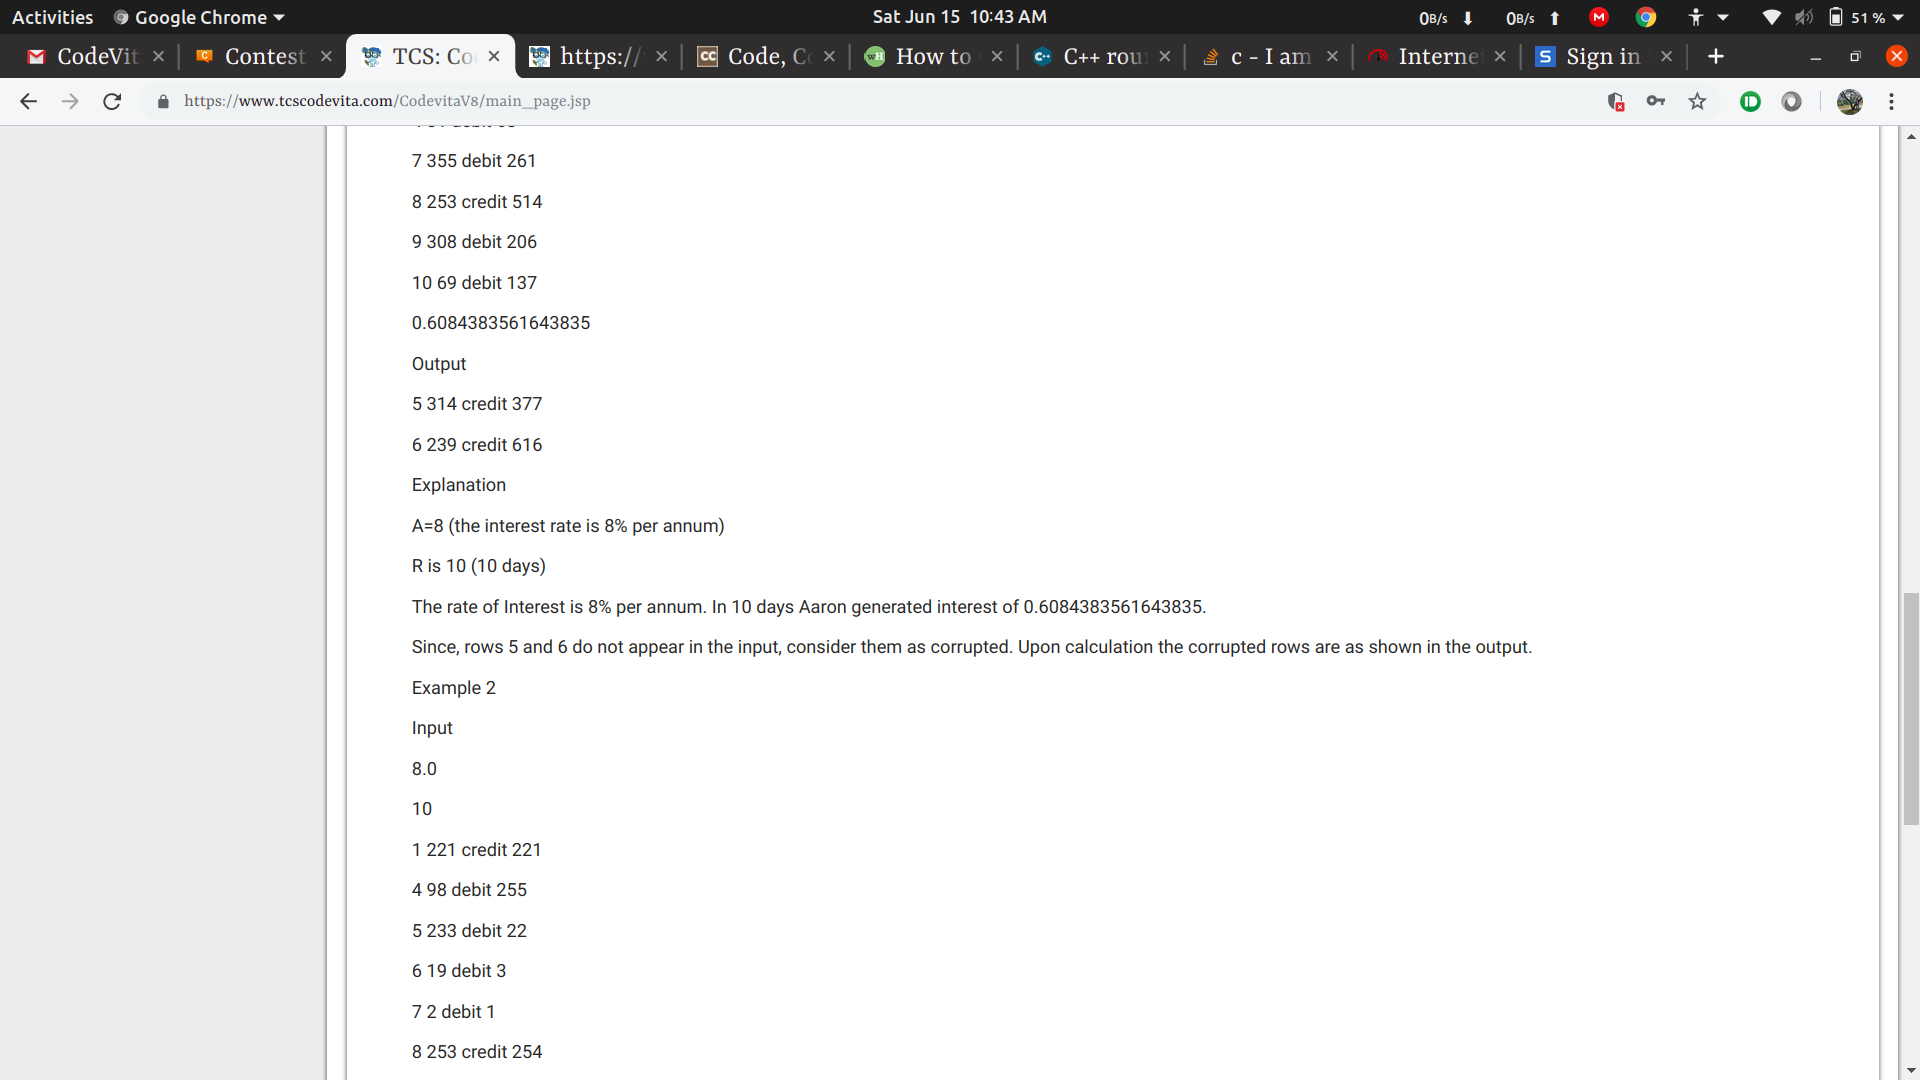 Activities Google Chrome Sat Jun 15 10:43 AM 0B/s 0B/s 51 %
CodeVit Contest TCS: Co https:// Code, C How to C++ rou c - I am Interne Sign in
https://www.tcscodevita.com/CodevitaV8/main_page.jsp
7 355 debit 261
8 253 credit 514
9 308 debit 206
10 69 debit 137
0.6084383561643835
Output
5 314 credit 377
6 239 credit 616
Explanation
A=8 (the interest rate is 8% per annum)
R is 10 (10 days)
The rate of Interest is 8% per annum. In 10 days Aaron generated interest of 0.6084383561643835.
Since, rows 5 and 6 do not appear in the input, consider them as corrupted. Upon calculation the corrupted rows are as shown in the output.
Example 2
Input
8.0
10
1 221 credit 221
4 98 debit 255
5 233 debit 22
6 19 debit 3
7 2 debit 1
8 253 credit 254